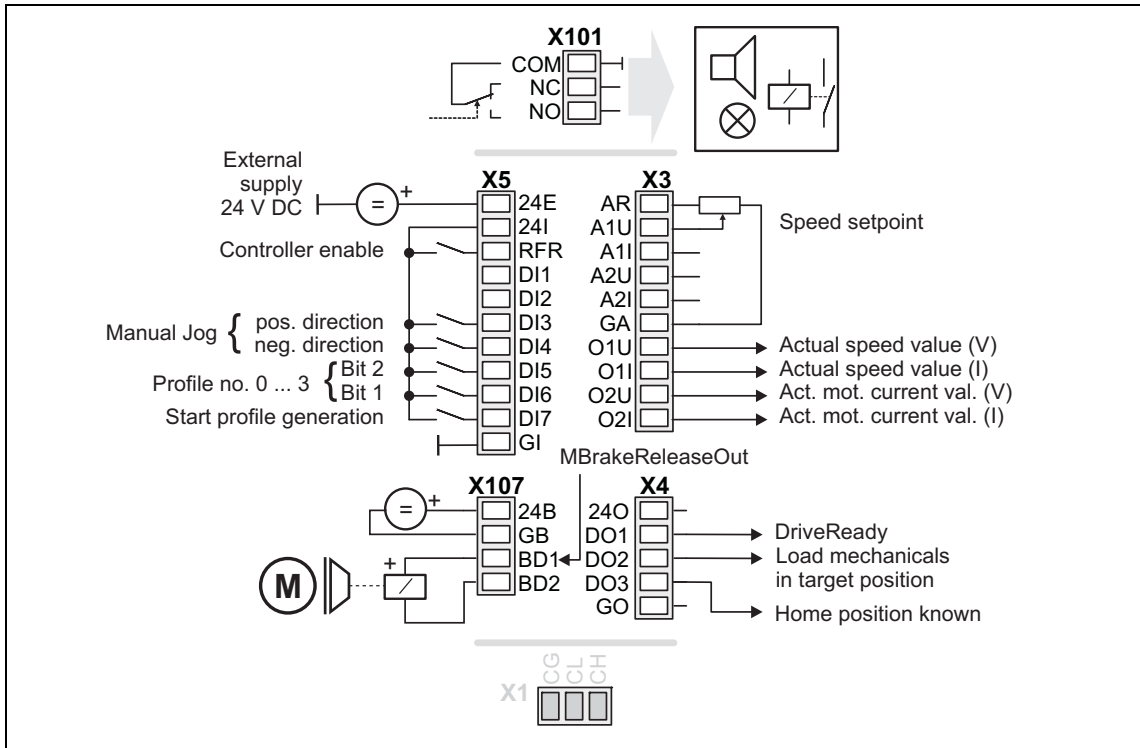 X101
COM
NC
NO
External
supply
24 V DC
=
+
X5
24E
24I
Controller enable
RFR
DI1
DI2
Manual Jog { pos. direction
neg. direction
DI3
DI4
Profile no. 0 ... 3 { Bit 2
Bit 1
DI5
DI6
Start profile generation
DI7
GI
X3
AR
A1U
Speed setpoint
A1I
A2U
A2I
GA
O1U
Actual speed value (V)
O1I
Actual speed value (I)
O2U
Act. mot. current val. (V)
O2I
Act. mot. current val. (I)
MBrakeReleaseOut
X107
=
+
24B
GB
BD1
BD2
M
+
X4
24O
DO1
DriveReady
DO2
Load mechanicals
in target position
DO3
Home position known
GO
X1
CG
CL
CH